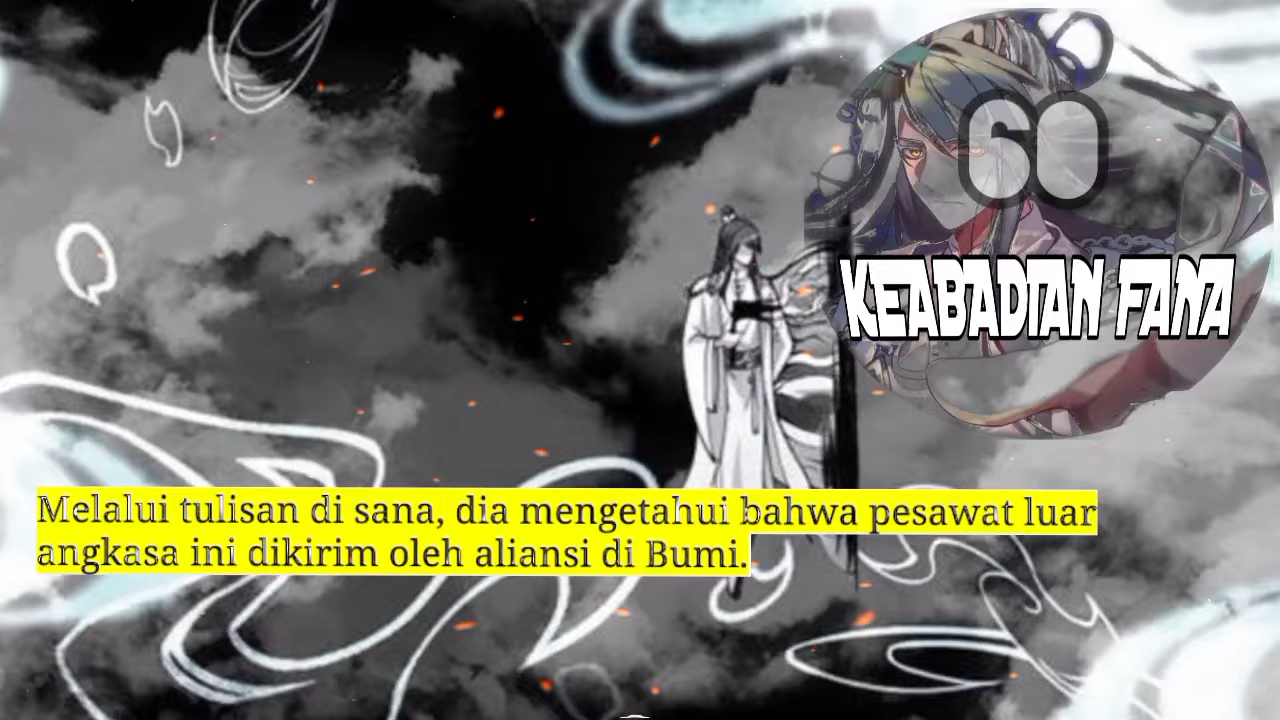 60
KEABADIAN FANA
Melalui tulisan di sana, dia mengetahui bahwa pesawat luar
angkasa ini dikirim oleh aliansi di Bumi.